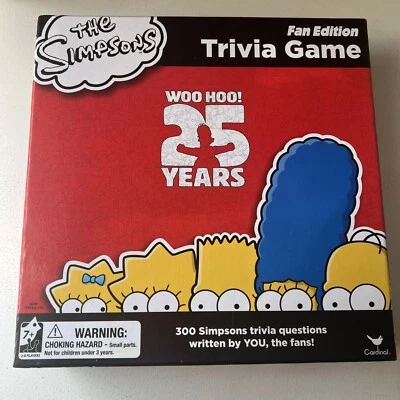 THE
SIMPSONS
Fan Edition
Trivia Game
WOO HOO!
25
YEARS
7+
WARNING:
CHOKING HAZARD - Small parts.
Not for children under 3 years.
300 Simpsons trivia questions
written by YOU, the fans!
Cardinal